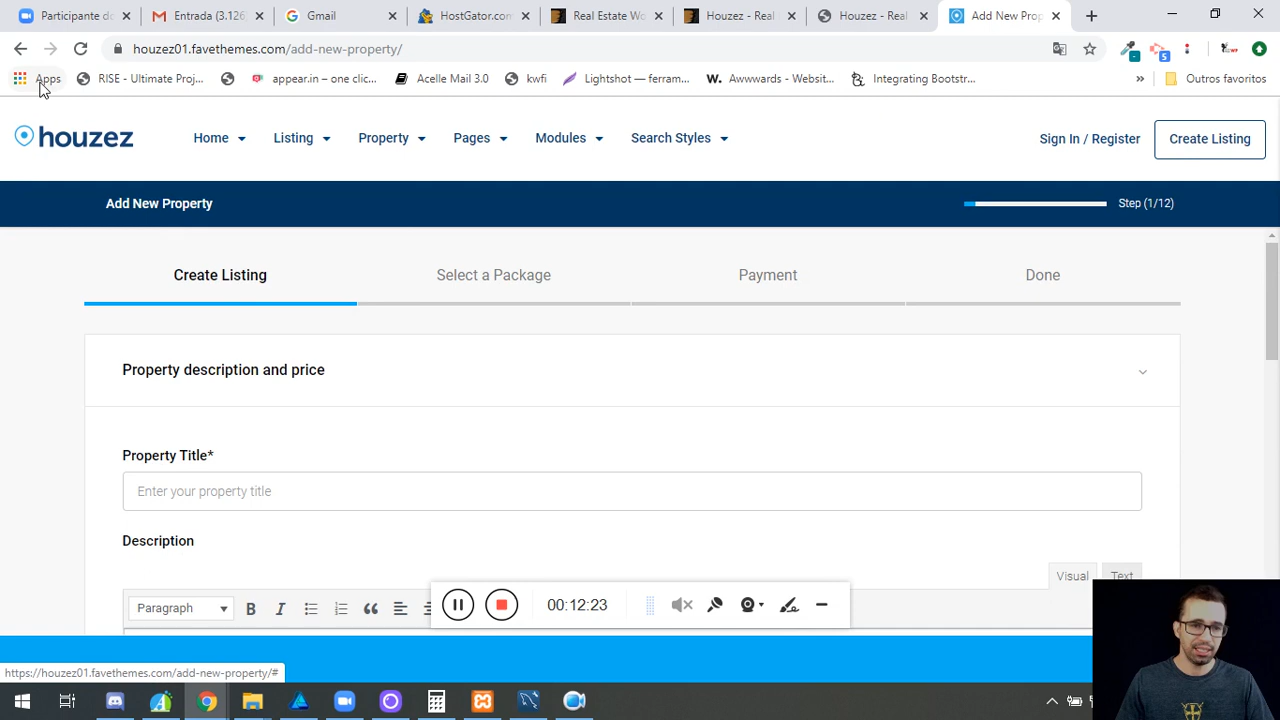 Participante do
Entrada (3.126
Gmail
HostGator.com
Real Estate Wo
Houzez - Real
Houzez - Real
Add New Prop
houzez01.favethemes.com/add-new-property/
Apps
RISE - Ultimate Proj...
appear.in – one clic...
Acelle Mail 3.0
kwfi
Lightshot — ferram...
W. Awwwards - Websit...
Integrating Bootstr...
»
Outros favoritos
houzez
Home
Listing
Property
Pages
Modules
Search Styles
Sign In / Register
Create Listing
Add New Property
Step (1/12)
Create Listing
Select a Package
Payment
Done
Property description and price
Property Title*
Enter your property title
Description
Visual
Text
Paragraph
B
I
00:12:23
https://houzez01.favethemes.com/add-new-property/#